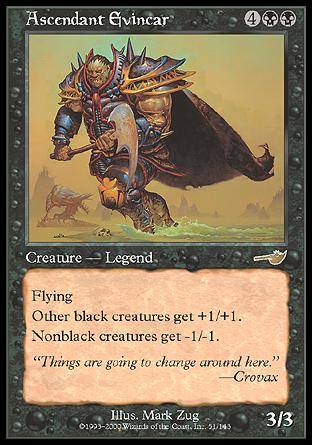 Ascendant Evincar 4
Creature — Legend
Flying
Other black creatures get +1/+1.
Nonblack creatures get -1/-1.
“Things are going to change around here.”
—Crovax
Illus. Mark Zug
©1993-2000 Wizards of the Coast, Inc. 51/143
3/3